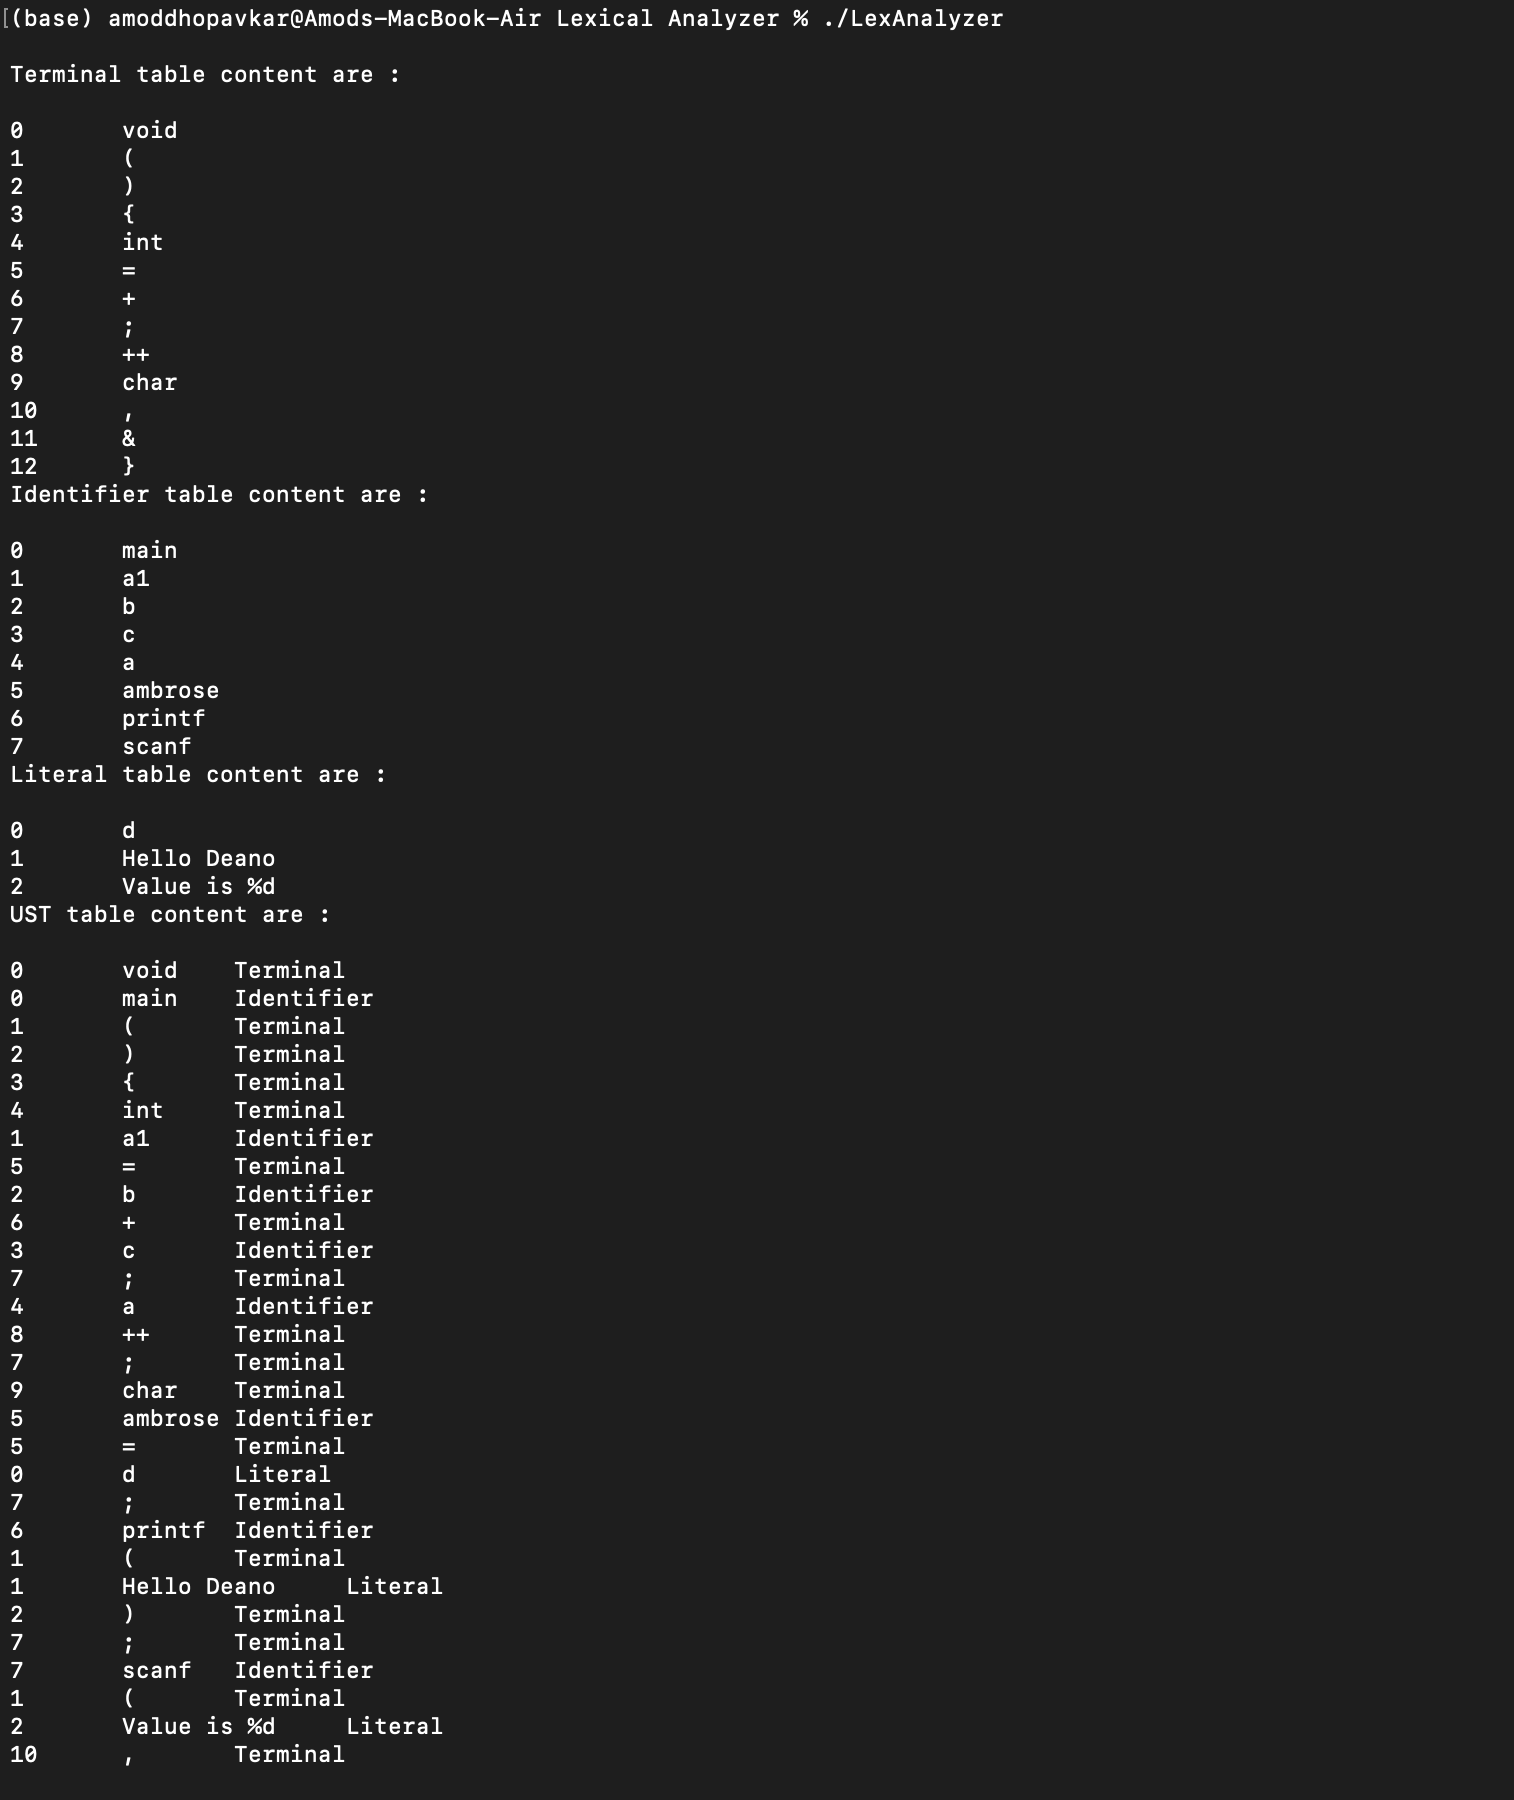 [(base) amoddhopavkar@Amods-MacBook-Air Lexical Analyzer % ./LexAnalyzer
Terminal table content are :
0 void
1 (
2 )
3 {
4 int
5 =
6 +
7 ;
8 ++
9 char
10 ,
11 &
12 }
Identifier table content are :
0 main
1 a1
2 b
3 c
4 a
5 ambrose
6 printf
7 scanf
Literal table content are :
0 d
1 Hello Deano
2 Value is %d
UST table content are :
0 void Terminal
0 main Identifier
1 ( Terminal
2 ) Terminal
3 { Terminal
4 int Terminal
1 a1 Identifier
5 = Terminal
2 b Identifier
6 + Terminal
3 c Identifier
7 ; Terminal
4 a Identifier
8 ++ Terminal
7 ; Terminal
9 char Terminal
5 ambrose Identifier
5 = Terminal
0 d Literal
7 ; Terminal
6 printf Identifier
1 ( Terminal
1 Hello Deano Literal
2 ) Terminal
7 ; Terminal
7 scanf Identifier
1 ( Terminal
2 Value is %d Literal
10 , Terminal